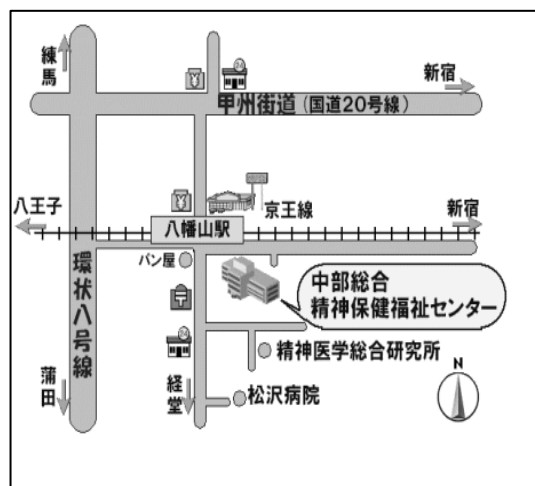 練馬
24
¥
新宿
甲州街道（国道20号線）
八王子
¥
京王線
新宿
八幡山駅
パン屋
環状八号線
中部総合
精神保健福祉センター
〒
24
精神医学総合研究所
蒲田
経堂
松沢病院
N